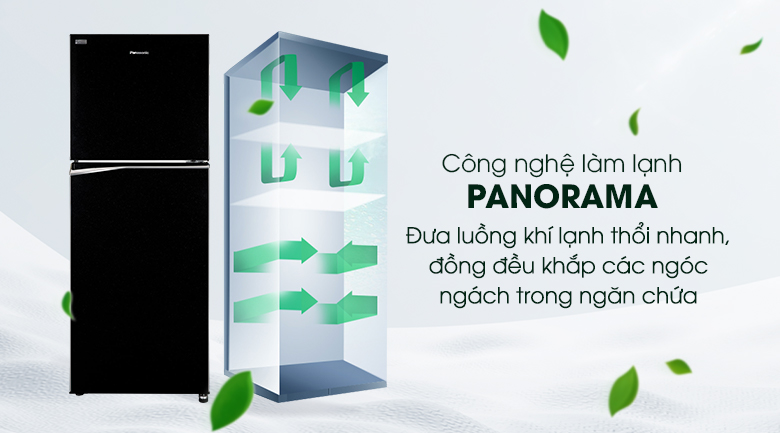 Panasonic
Công nghệ làm lạnh
PANORAMA
Đưa luồng khí lạnh thổi nhanh,
đồng đều khắp các ngóc
ngách trong ngăn chứa